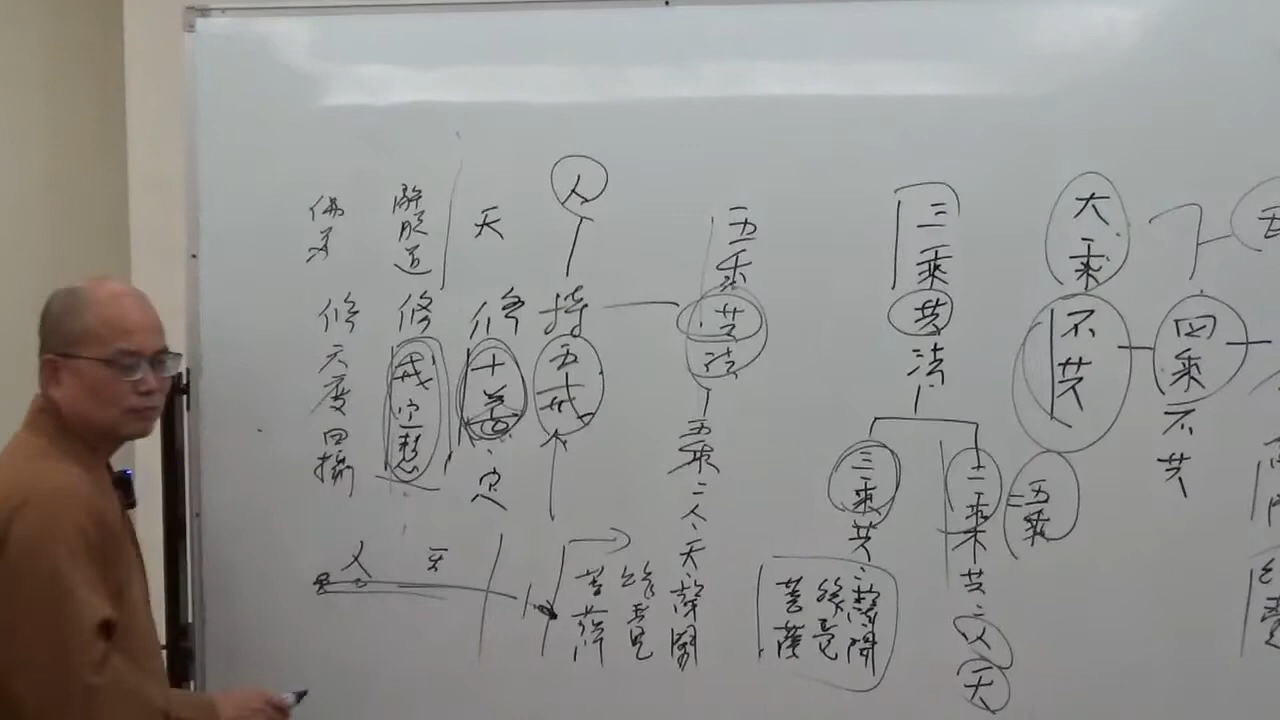 五
四乘不共
大乘不共
五乘
三乘共法
二乘不共:人天
三乘共:聲聞
緣覺
菩薩
五乘共法
五乘:人、天、聲聞
緣覺
菩薩
人
持五戒
天
修十善、定
解脫道
修戒定慧
修六度四攝
天
人